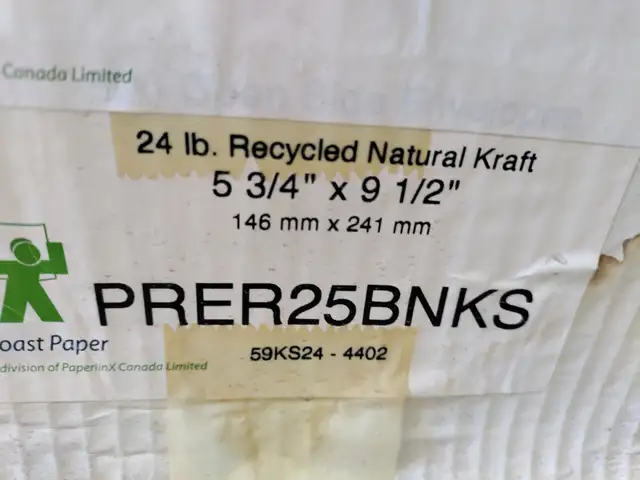 Canada Limited
24 lb. Recycled Natural Kraft
5 3/4" x 9 1/2"
146 mm x 241 mm
PRER25BNKS
oast Paper
59KS24 - 4402
division of PaperlinX Canada Limited